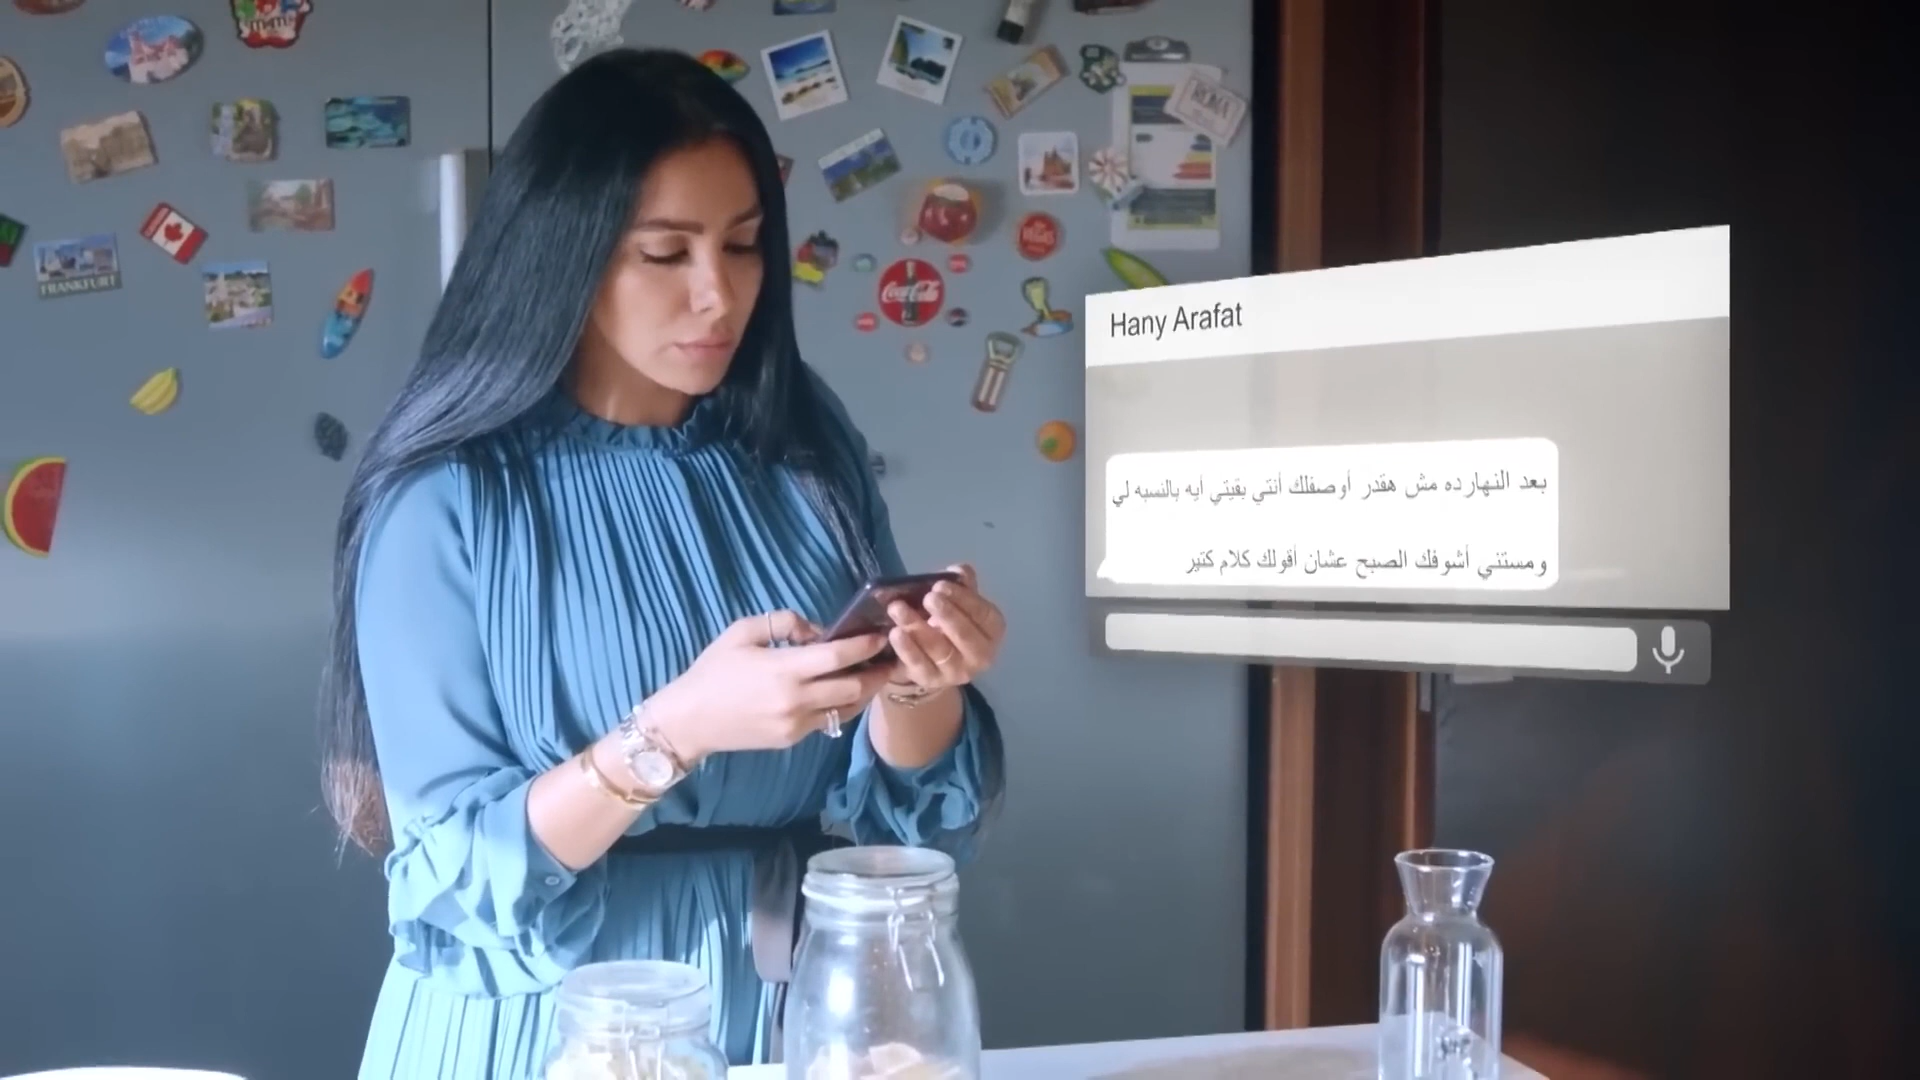 m&m's
ROMA
FRANKFURT
Coca-Cola
Hany Arafat
بعد النهارده مش هقدر أوصفلك أنتي بقيتي أيه بالنسبه لي
ومستني أشوفك الصبح عشان أقولك كلام كتير